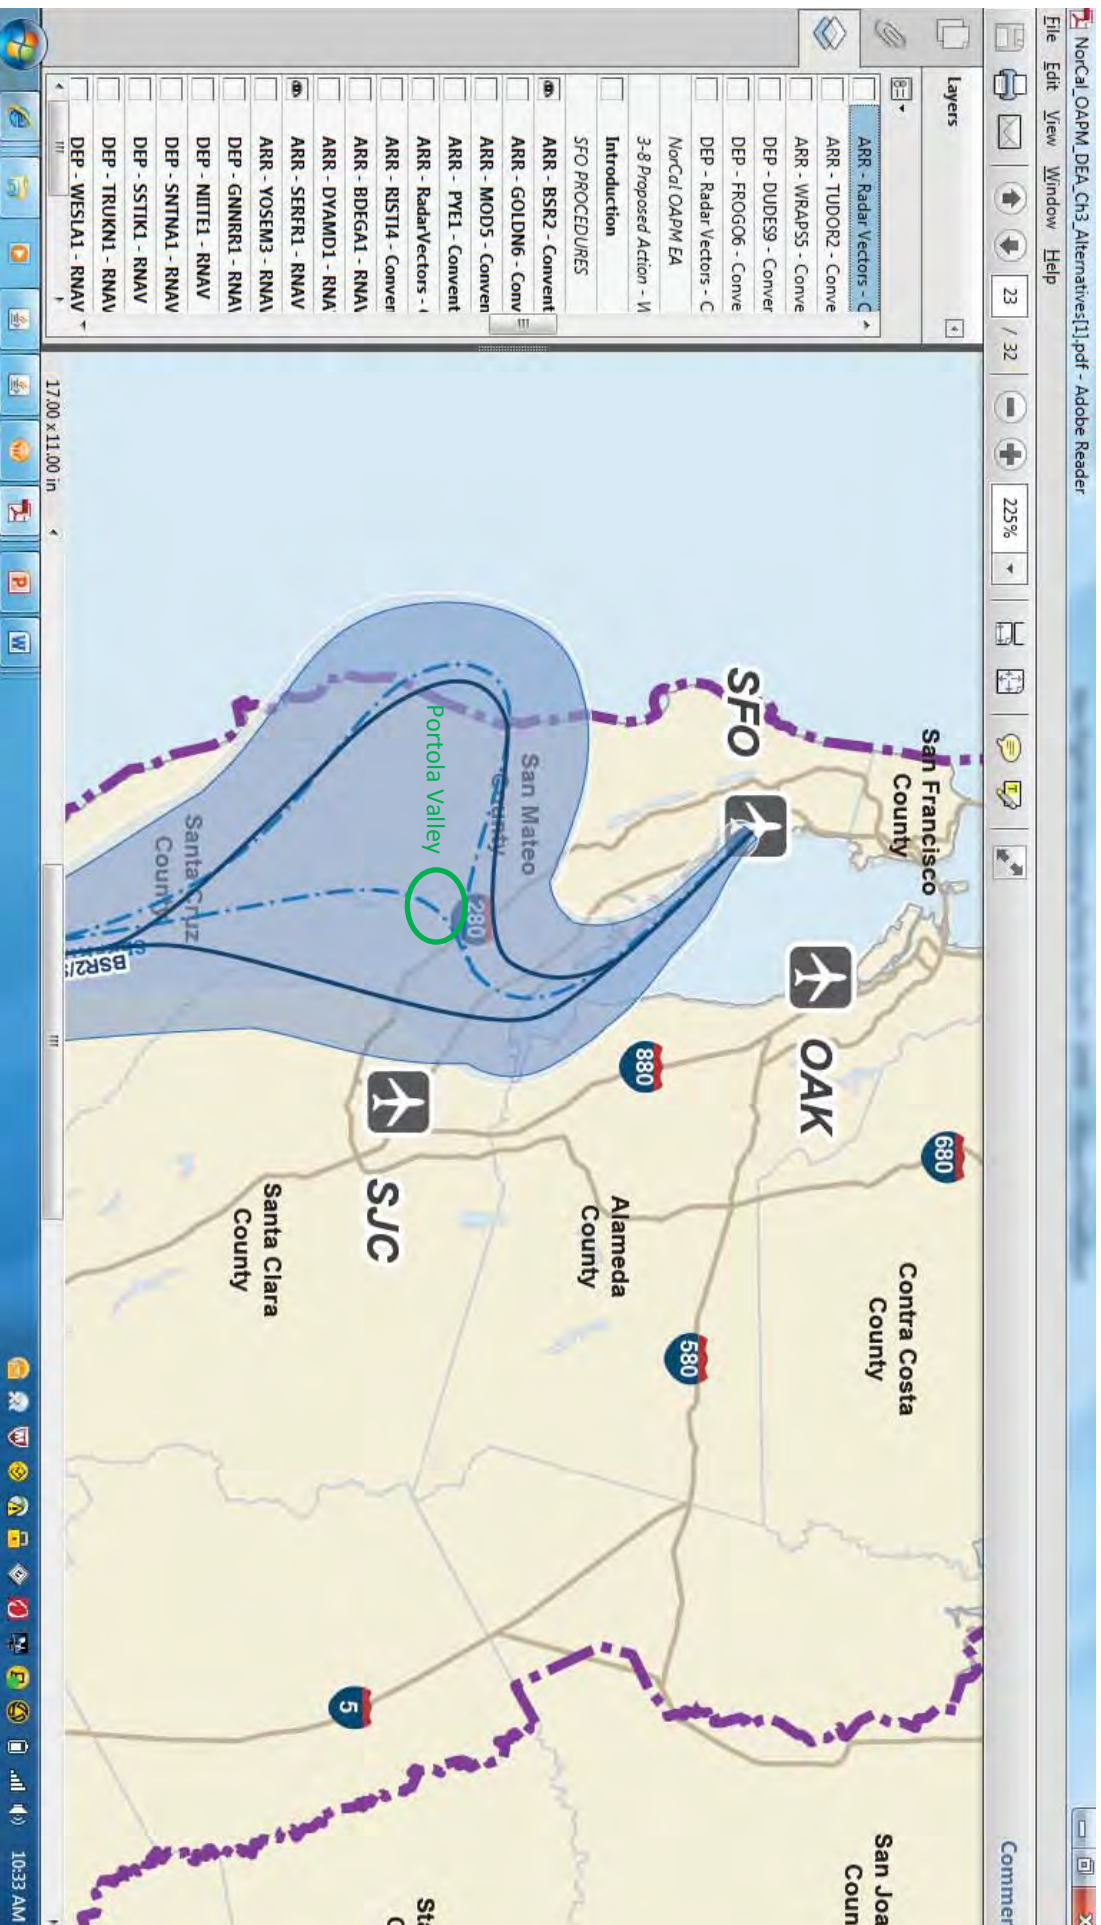 NorCal_OAPM_DEA_Ch3_Alternatives[1].pdf - Adobe Reader
File Edit View Window Help
23 / 32
225%
Commen
Layers
ARR - Radar Vectors - C
ARR - TUDOR2 - Conve
ARR - WRAPS5 - Conve
DEP - DUDES9 - Conver
DEP - FROGO6 - Conve
DEP - Radar Vectors - C
NorCal OAPM EA
3-8 Proposed Action - W
SFO PROCEDURES
Introduction
ARR - BSR2 - Convent
ARR - GOLDN6 - Conv
ARR - MOD5 - Conven
ARR - PYE1 - Convent
ARR - RadarVectors -
ARR - RISTI4 - Conver
ARR - BDEGA1 - RNAV
ARR - DYAMD1 - RNA
ARR - SERFR1 - RNAV
ARR - YOSEM3 - RNAV
DEP - GNNRR1 - RNAV
DEP - NIITE1 - RNAV
DEP - SNTNA1 - RNAV
DEP - SSTIK1 - RNAV
DEP - TRUKN1 - RNAV
DEP - WESLA1 - RNAV
17.00 x 11.00 in
San Francisco
County
SFO
OAK
680
Contra Costa
County
San Joa
Coun
880
580
Alameda
County
San Mateo
County
280
Portola Valley
SJC
Santa Clara
County
Santa Cruz
County
BSR2/
5
Sta
C
10:33 AM